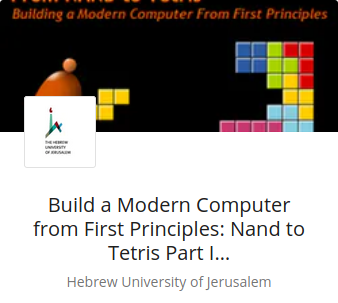 From NAND to Tetris
Building a Modern Computer From First Principles
THE HEBREW
UNIVERSITY
OF JERUSALEM
Build a Modern Computer
from First Principles: Nand to
Tetris Part I...
Hebrew University of Jerusalem